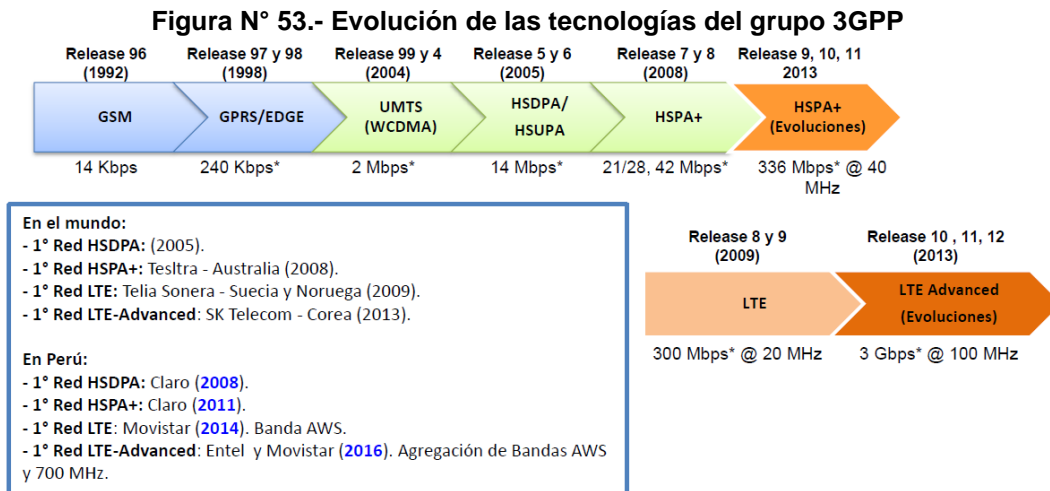 Figura N° 53.- Evolución de las tecnologías del grupo 3GPP
Release 96
(1992)
Release 97 y 98
(1998)
Release 99 y 4
(2004)
Release 5 y 6
(2005)
Release 7 y 8
(2008)
Release 9, 10, 11
2013
GSM
GPRS/EDGE
UMTS
(WCDMA)
HSDPA/
HSUPA
HSPA+
HSPA+
(Evoluciones)
14 Kbps
240 Kbps*
2 Mbps*
14 Mbps*
21/28, 42 Mbps*
336 Mbps* @ 40
MHz
En el mundo:
- 1° Red HSDPA: (2005).
- 1° Red HSPA+: Tesltra - Australia (2008).
- 1° Red LTE: Telia Sonera - Suecia y Noruega (2009).
- 1° Red LTE-Advanced: SK Telecom - Corea (2013).
En Perú:
- 1° Red HSDPA: Claro (2008).
- 1° Red HSPA+: Claro (2011).
- 1° Red LTE: Movistar (2014). Banda AWS.
- 1° Red LTE-Advanced: Entel y Movistar (2016). Agregación de Bandas AWS
y 700 MHz.
Release 8 y 9
(2009)
Release 10 , 11, 12
(2013)
LTE
LTE Advanced
(Evoluciones)
300 Mbps* @ 20 MHz
3 Gbps* @ 100 MHz